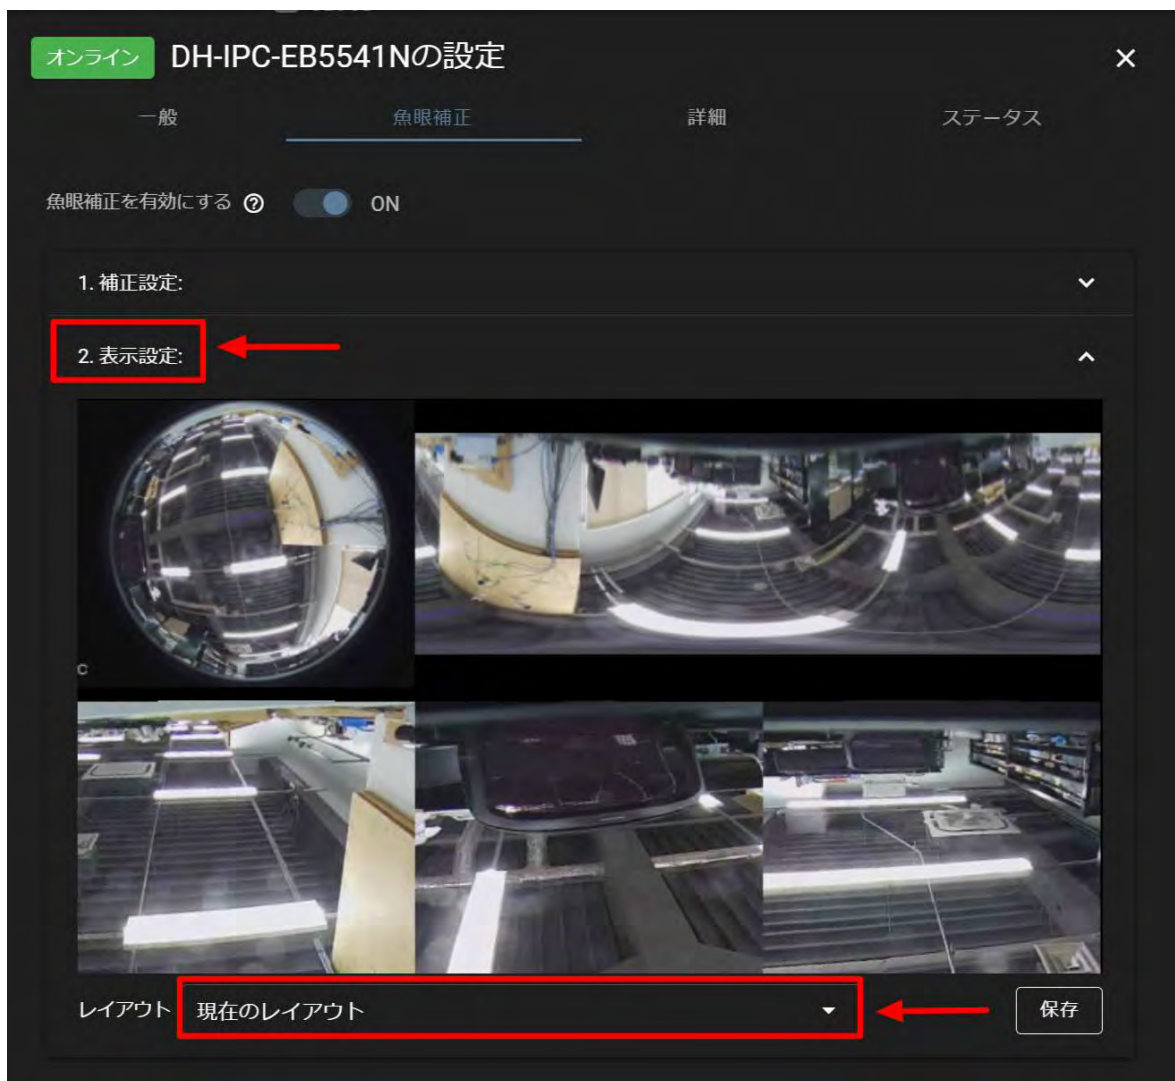 オンライン DH-IPC-EB5541Nの設定
一般 魚眼補正 詳細 ステータス
魚眼補正を有効にする ? ON
1. 補正設定:
2. 表示設定:
レイアウト 現在のレイアウト 保存